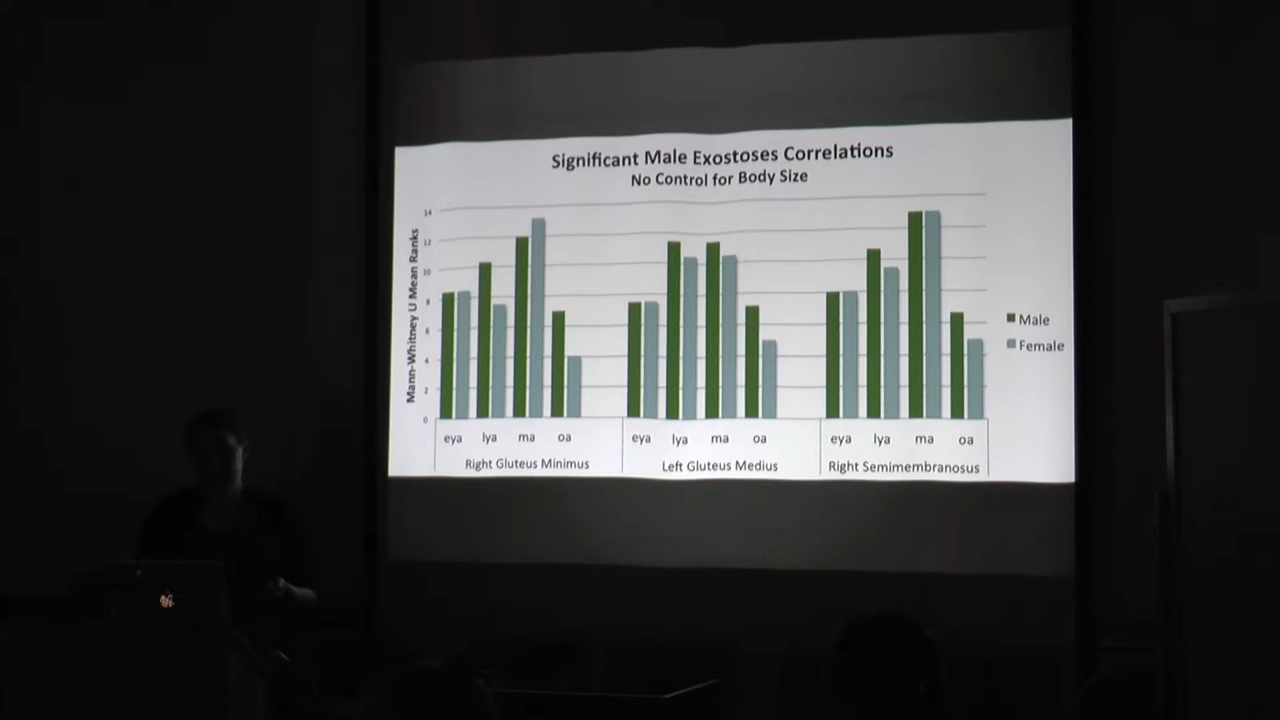 Significant Male Exostoses Correlations
No Control for Body Size
Mann-Whitney U Mean Ranks
14
12
10
8
6
4
2
0
eya lya ma oa eya lya ma oa eya lya ma oa
Right Gluteus Minimus Left Gluteus Medius Right Semimembranosus
Male
Female